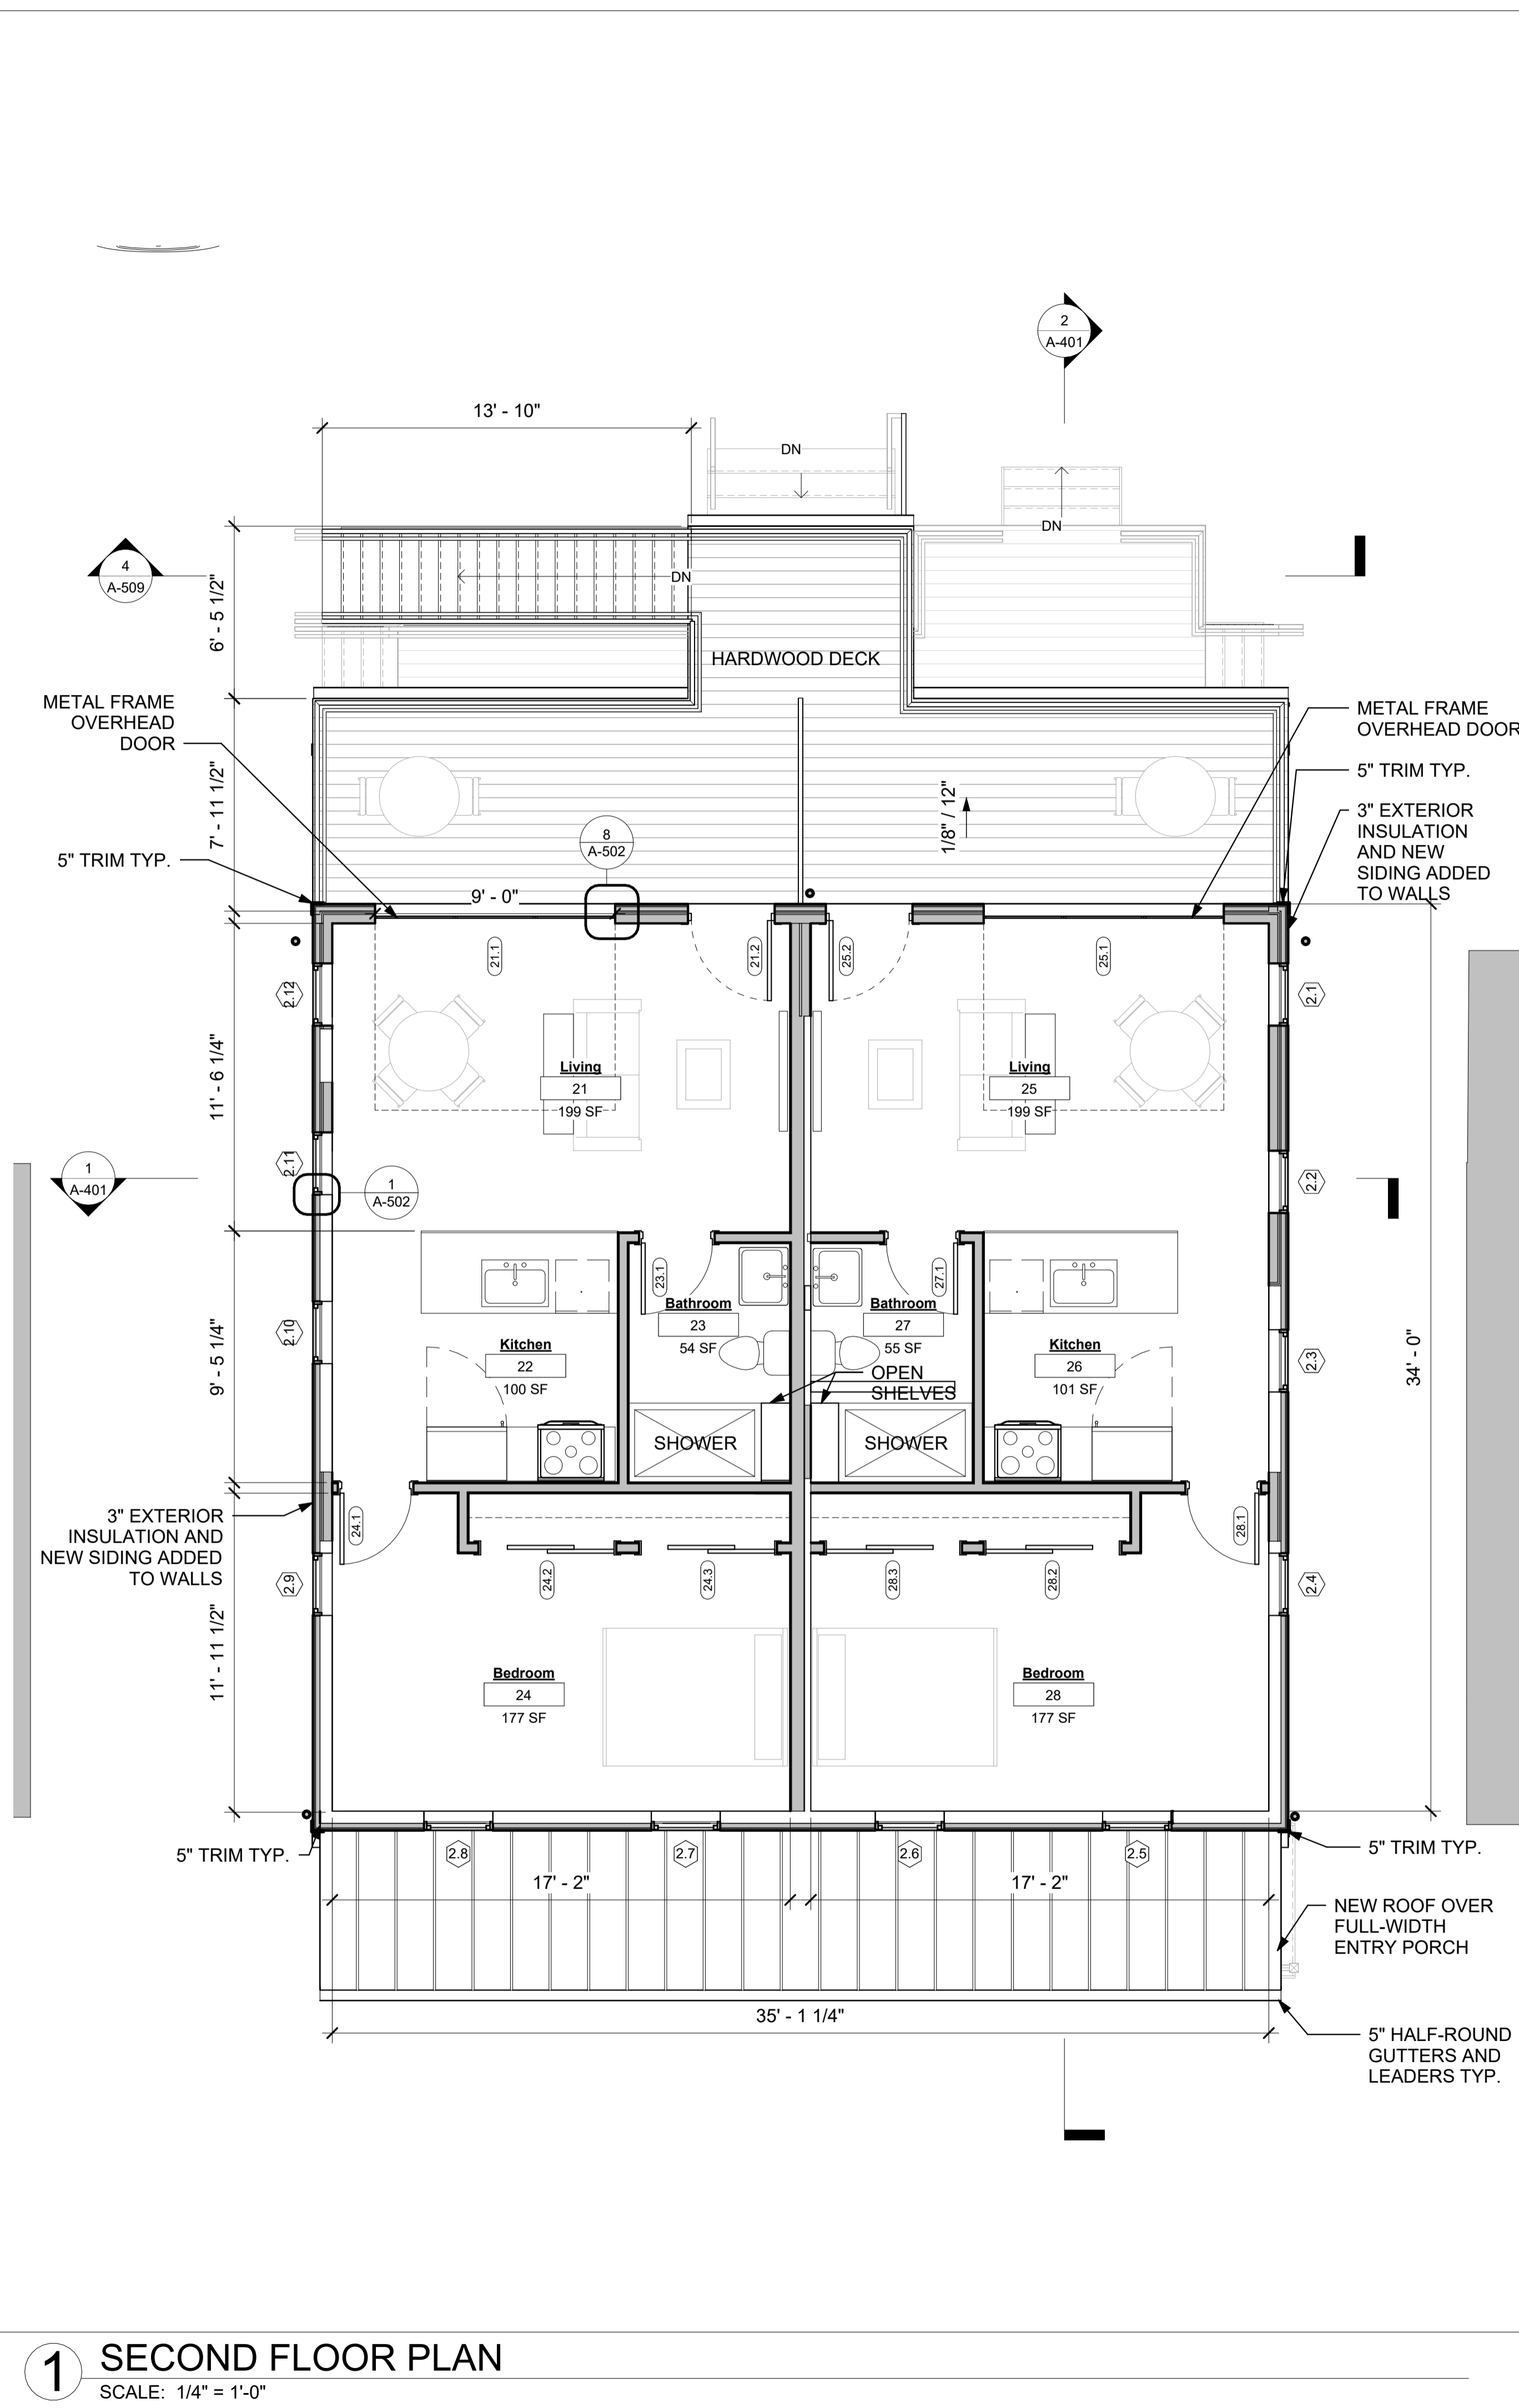 2
A-401
13' - 10"
DN
DN
4
A-509
DN
6' - 5 1/2"
HARDWOOD DECK
METAL FRAME
OVERHEAD
DOOR
METAL FRAME
OVERHEAD DOOR
5" TRIM TYP.
7' - 11 1/2"
1/8" / 12"
3" EXTERIOR
INSULATION
AND NEW
SIDING ADDED
TO WALLS
8
A-502
5" TRIM TYP.
9' - 0"
21.1
21.2
25.2
25.1
2.12
2.1
11' - 6 1/4"
Living
21
199 SF
Living
25
199 SF
2.11
2.2
1
A-401
1
A-502
23.1
27.1
Bathroom
23
54 SF
Bathroom
27
55 SF
2.10
2.3
9' - 5 1/4"
34' - 0"
Kitchen
22
100 SF
Kitchen
26
101 SF
OPEN
SHELVES
SHOWER
SHOWER
3" EXTERIOR
INSULATION AND
NEW SIDING ADDED
TO WALLS
24.1
28.1
24.2
24.3
28.3
28.2
2.9
2.4
11' - 11 1/2"
Bedroom
24
177 SF
Bedroom
28
177 SF
5" TRIM TYP.
2.8
2.7
2.6
2.5
5" TRIM TYP.
17' - 2"
17' - 2"
NEW ROOF OVER
FULL-WIDTH
ENTRY PORCH
35' - 1 1/4"
5" HALF-ROUND
GUTTERS AND
LEADERS TYP.
1
SECOND FLOOR PLAN
SCALE: 1/4" = 1'-0"